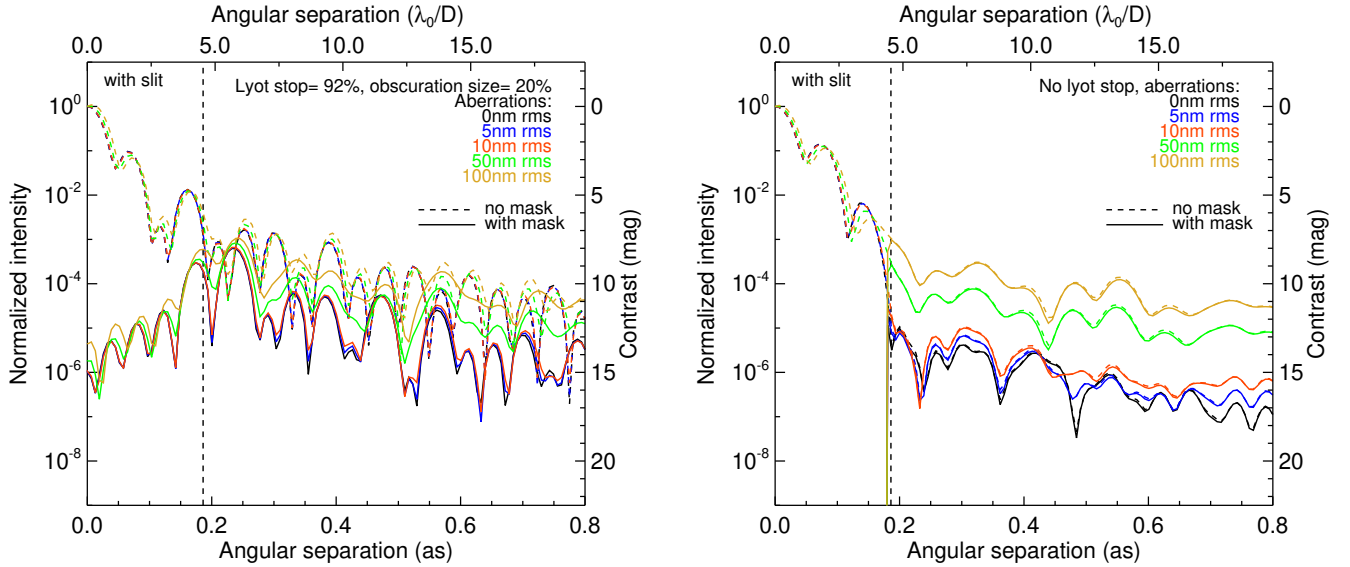 Angular separation (λ₀/D)
0.0 5.0 10.0 15.0
with slit
Lyot stop= 92%, obscuration size= 20%
Aberrations:
0nm rms
5nm rms
10nm rms
50nm rms
100nm rms
no mask
with mask
Normalized intensity
10⁰
10⁻²
10⁻⁴
10⁻⁶
10⁻⁸
Contrast (mag)
0
5
10
15
20
0.0 0.2 0.4 0.6 0.8
Angular separation (as)
Angular separation (λ₀/D)
0.0 5.0 10.0 15.0
with slit
No lyot stop, aberrations:
0nm rms
5nm rms
10nm rms
50nm rms
100nm rms
no mask
with mask
Normalized intensity
10⁰
10⁻²
10⁻⁴
10⁻⁶
10⁻⁸
Contrast (mag)
0
5
10
15
20
0.0 0.2 0.4 0.6 0.8
Angular separation (as)